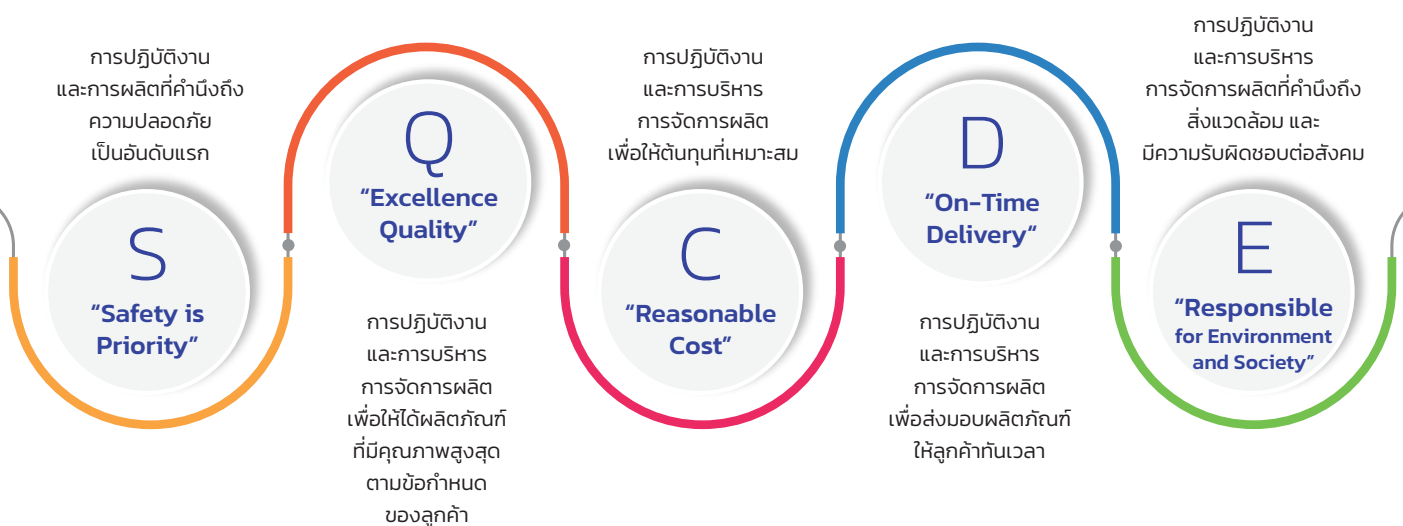 การปฏิบัติงาน
และการผลิตที่คำนึงถึง
ความปลอดภัย
เป็นอันดับแรก
S
“Safety is
Priority”
Q
“Excellence
Quality”
การปฏิบัติงาน
และการบริหาร
การจัดการผลิต
เพื่อให้ได้ผลิตภัณฑ์
ที่มีคุณภาพสูงสุด
ตามข้อกำหนด
ของลูกค้า
การปฏิบัติงาน
และการบริหาร
การจัดการผลิต
เพื่อให้ต้นทุนที่เหมาะสม
C
“Reasonable
Cost”
D
“On-Time
Delivery“
การปฏิบัติงาน
และการบริหาร
การจัดการผลิต
เพื่อส่งมอบผลิตภัณฑ์
ให้ลูกค้าทันเวลา
การปฏิบัติงาน
และการบริหาร
การจัดการผลิตที่คำนึงถึง
สิ่งแวดล้อม และ
มีความรับผิดชอบต่อสังคม
E
“Responsible
for Environment
and Society”